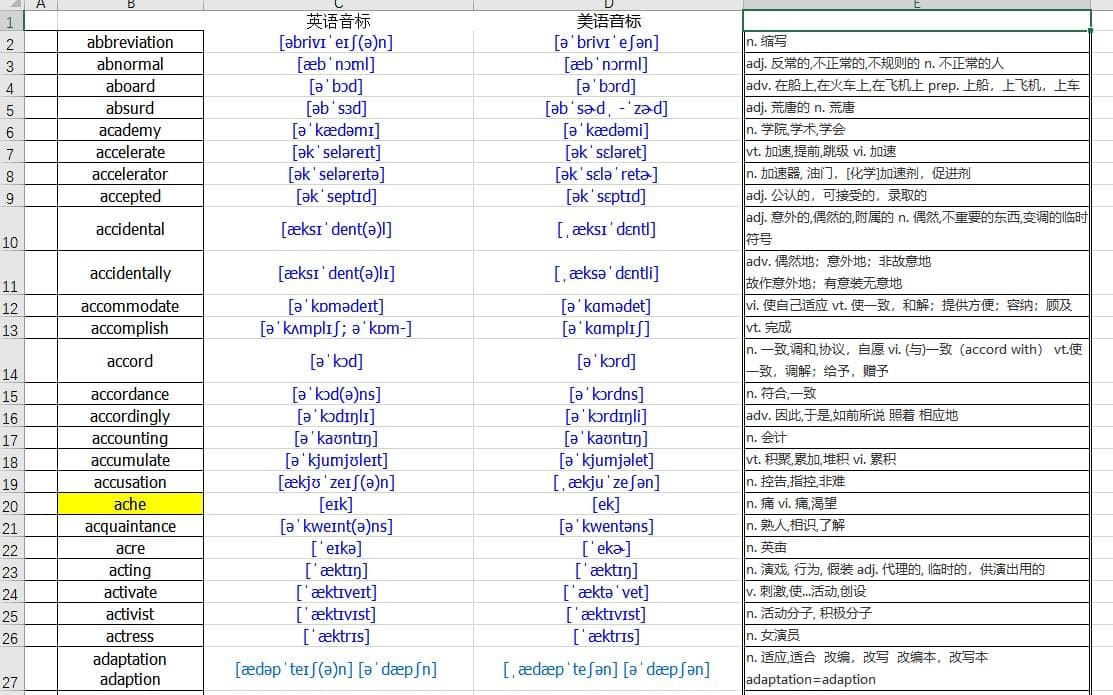 A B C D E
1 英语音标 美语音标
2 abbreviation [əbrivɪˈeɪʃ(ə)n] [əˈbrivɪˈeʃən] n. 缩写
3 abnormal [æbˈnɔml] [æbˈnɔrml] adj. 反常的,不正常的,不规则的 n. 不正常的人
4 aboard [əˈbɔd] [əˈbɔrd] adv. 在船上,在火车上,在飞机上 prep. 上船，上飞机，上车
5 absurd [əbˈsɜd] [əbˈsɚd͵ -ˈzɚd] adj. 荒唐的 n. 荒唐
6 academy [əˈkædəmɪ] [əˈkædəmi] n. 学院,学术,学会
7 accelerate [əkˈseləreɪt] [əkˈsɛləret] vt. 加速,提前,跳级 vi. 加速
8 accelerator [əkˈseləreɪtə] [əkˈsɛləˈretɚ] n. 加速器, 油门，[化学]加速剂，促进剂
9 accepted [əkˈseptɪd] [əkˈsɛptɪd] adj. 公认的，可接受的，录取的
10 accidental [æksɪˈdent(ə)l] [ˌæksɪˈdɛntl] adj. 意外的,偶然的,附属的 n. 偶然,不重要的东西,变调的临时
符号
11 accidentally [æksɪˈdent(ə)lɪ] [ˌæksəˈdɛntli] adv. 偶然地；意外地；非故意地
故作意外地；有意装无意地
12 accommodate [əˈkɒmədeɪt] [əˈkɑmədet] vi. 使自己适应 vt. 使一致，和解；提供方便；容纳；顾及
13 accomplish [əˈkʌmplɪʃ; əˈkɒm-] [əˈkɑmplɪʃ] vt. 完成
14 accord [əˈkɔd] [əˈkɔrd] n. 一致,调和,协议，自愿 vi. (与)一致（accord with） vt.使
一致，调解；给予，赠予
15 accordance [əˈkɔd(ə)ns] [əˈkɔrdns] n. 符合,一致
16 accordingly [əˈkɔdɪŋlɪ] [əˈkɔrdɪŋli] adv. 因此,于是,如前所说 照着 相应地
17 accounting [əˈkaʊntɪŋ] [əˈkaʊntɪŋ] n. 会计
18 accumulate [əˈkjumjʊleɪt] [əˈkjumjəlet] vt. 积聚,累加,堆积 vi. 累积
19 accusation [ækjʊˈzeɪʃ(ə)n] [ˌækjuˈzeʃən] n. 控告,指控,非难
20 ache [eɪk] [ek] n. 痛 vi. 痛,渴望
21 acquaintance [əˈkweɪnt(ə)ns] [əˈkwentəns] n. 熟人,相识,了解
22 acre [ˈeɪkə] [ˈekɚ] n. 英亩
23 acting [ˈæktɪŋ] [ˈæktɪŋ] n. 演戏, 行为, 假装 adj. 代理的, 临时的，供演出用的
24 activate [ˈæktɪveɪt] [ˈæktəˈvet] v. 刺激,使...活动,创设
25 activist [ˈæktɪvɪst] [ˈæktɪvɪst] n. 活动分子, 积极分子
26 actress [ˈæktrɪs] [ˈæktrɪs] n. 女演员
27 adaptation [ædəpˈteɪʃ(ə)n] [əˈdæpʃn] [ˌædæpˈteʃən] [əˈdæpʃən] n. 适应,适合 改编，改写 改编本，改写本
adaption adaptation=adaption